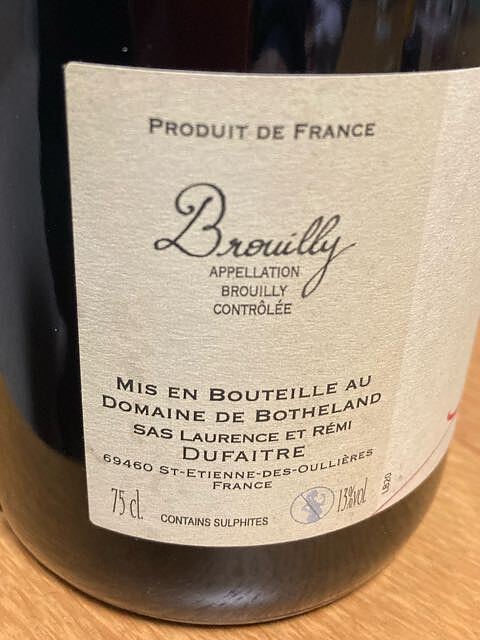 PRODUIT DE FRANCE
Brouilly
APPELLATION
BROUILLY
CONTRÔLÉE
MIS EN BOUTEILLE AU
DOMAINE DE BOTHELAND
SAS LAURENCE ET RÉMI
DUFAITRE
69460 ST-ETIENNE-DES-OULLIÈRES
FRANCE
75 cl. CONTAINS SULPHITES 13%vol
LB20